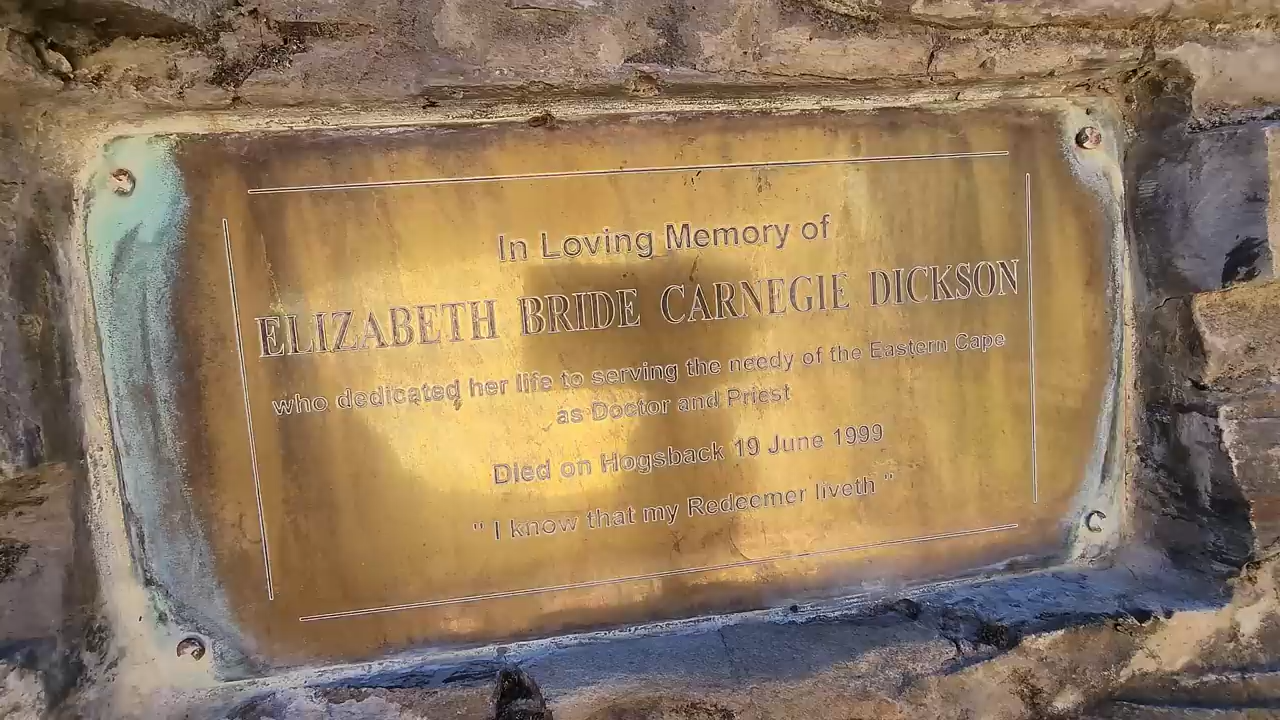 In Loving Memory of
ELIZABETH BRIDE CARNEGIE DICKSON
who dedicated her life to serving the needy of the Eastern Cape
as Doctor and Priest
Died on Hogsback 19 June 1999
" I know that my Redeemer liveth "